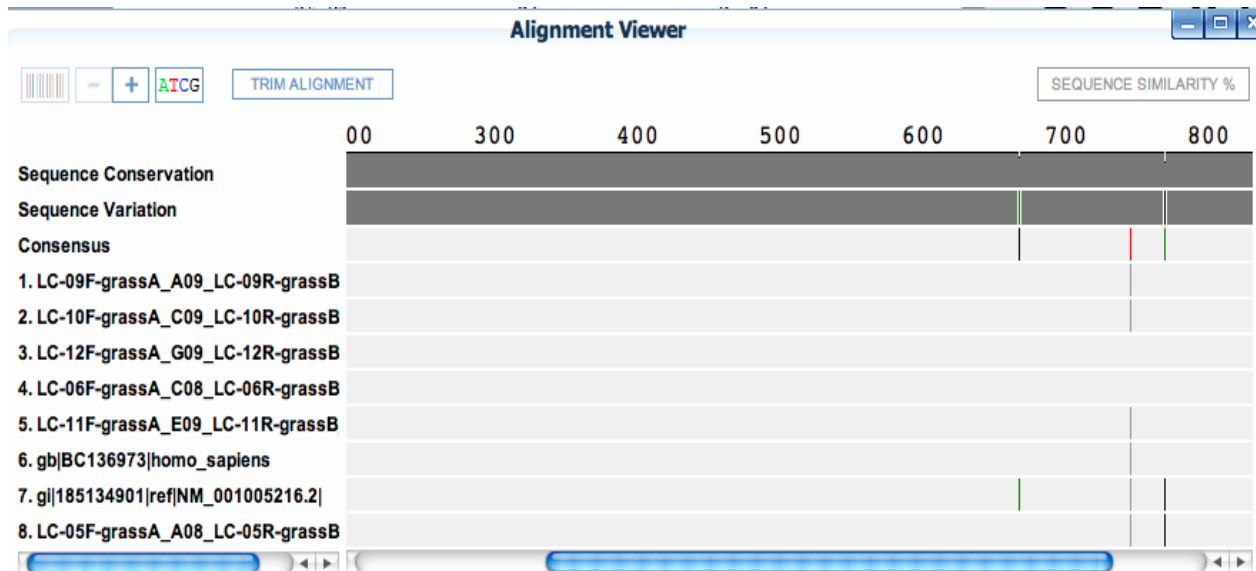 Alignment Viewer
- + ATCG TRIM ALIGNMENT SEQUENCE SIMILARITY %
00 300 400 500 600 700 800
Sequence Conservation
Sequence Variation
Consensus
1. LC-09F-grassA_A09_LC-09R-grassB
2. LC-10F-grassA_C09_LC-10R-grassB
3. LC-12F-grassA_G09_LC-12R-grassB
4. LC-06F-grassA_C08_LC-06R-grassB
5. LC-11F-grassA_E09_LC-11R-grassB
6. gb|BC136973|homo_sapiens
7. gi|185134901|ref|NM_001005216.2|
8. LC-05F-grassA_A08_LC-05R-grassB